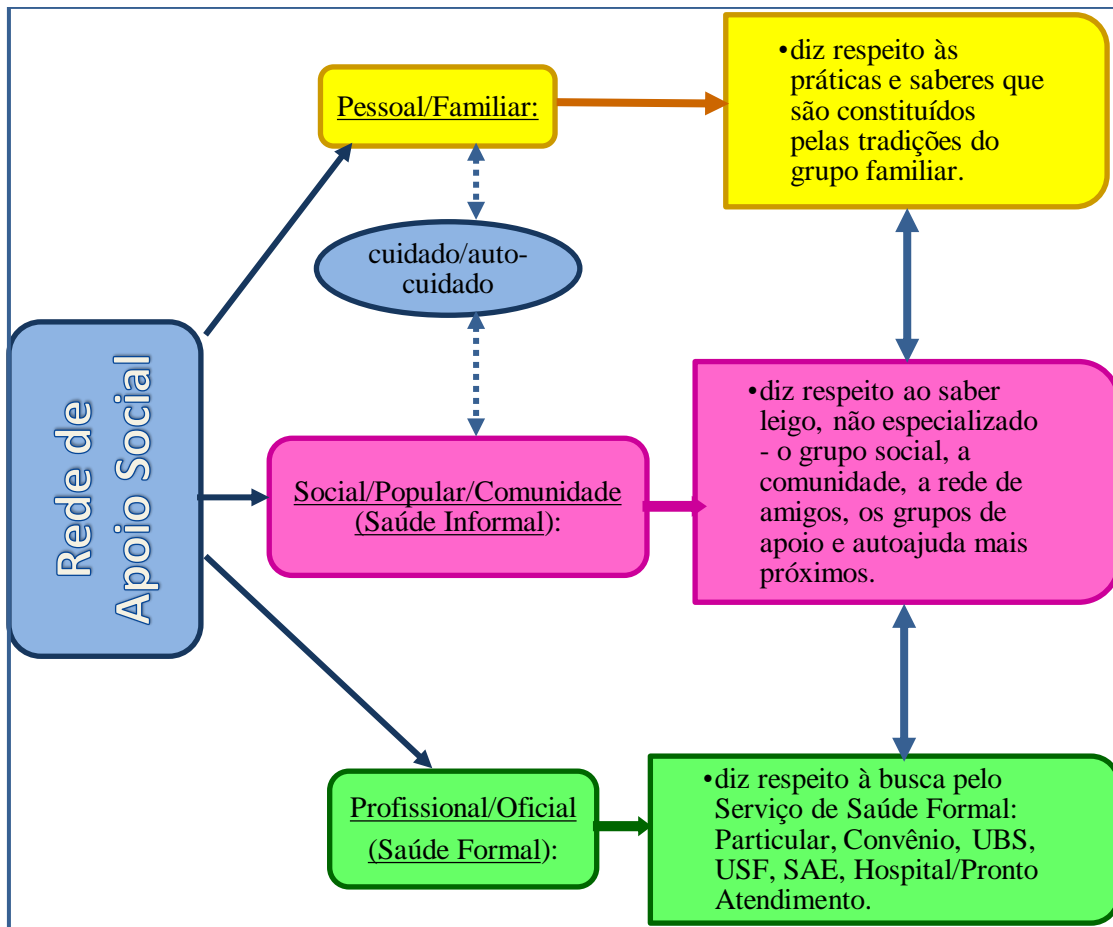 Rede de
Apoio Social
Pessoal/Familiar:
•diz respeito às
práticas e saberes que
são constituídos
pelas tradições do
grupo familiar.
cuidado/auto-
cuidado
Social/Popular/Comunidade
(Saúde Informal):
•diz respeito ao saber
leigo, não especializado
- o grupo social, a
comunidade, a rede de
amigos, os grupos de
apoio e autoajuda mais
próximos.
Profissional/Oficial
(Saúde Formal):
•diz respeito à busca pelo
Serviço de Saúde Formal:
Particular, Convênio, UBS,
USF, SAE, Hospital/Pronto
Atendimento.